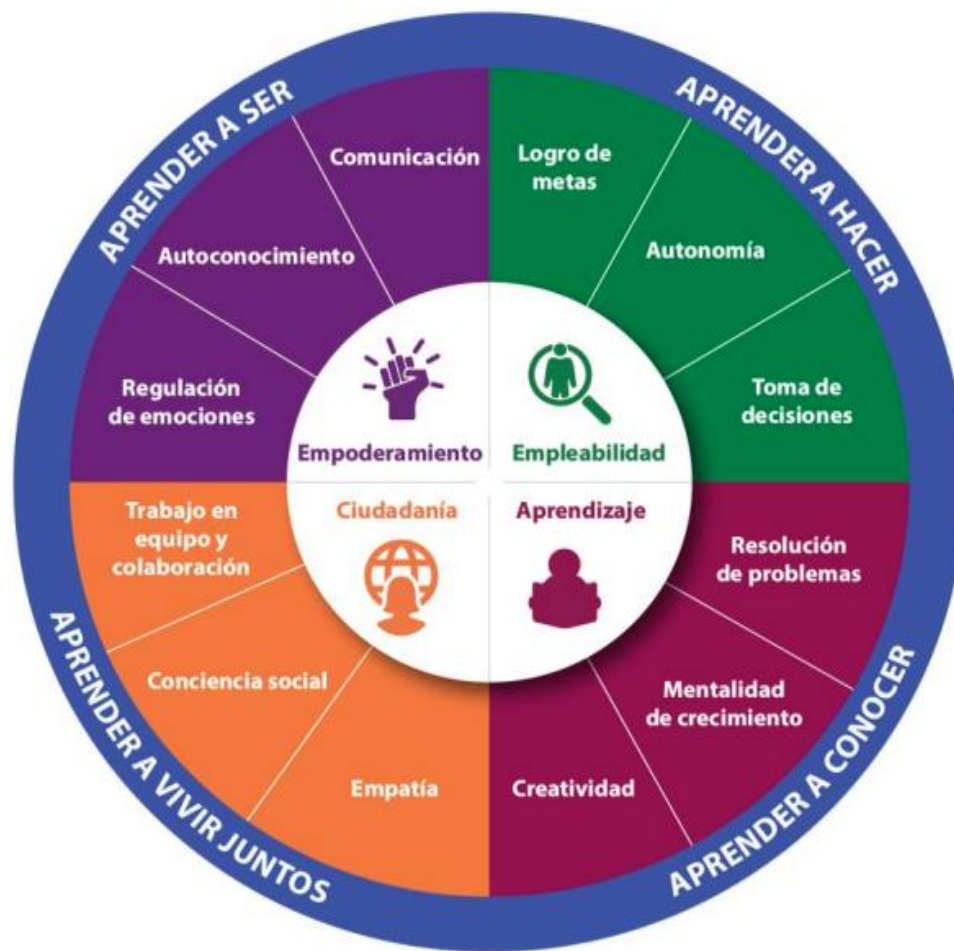 APRENDER A SER
Comunicación
Autoconocimiento
Regulación
de emociones
Empoderamiento
APRENDER A HACER
Logro de
metas
Autonomía
Toma de
decisiones
Empleabilidad
Ciudadanía
Trabajo en
equipo y
colaboración
Conciencia social
Empatía
APRENDER A VIVIR JUNTOS
Aprendizaje
Resolución
de problemas
Mentalidad
de crecimiento
Creatividad
APRENDER A CONOCER